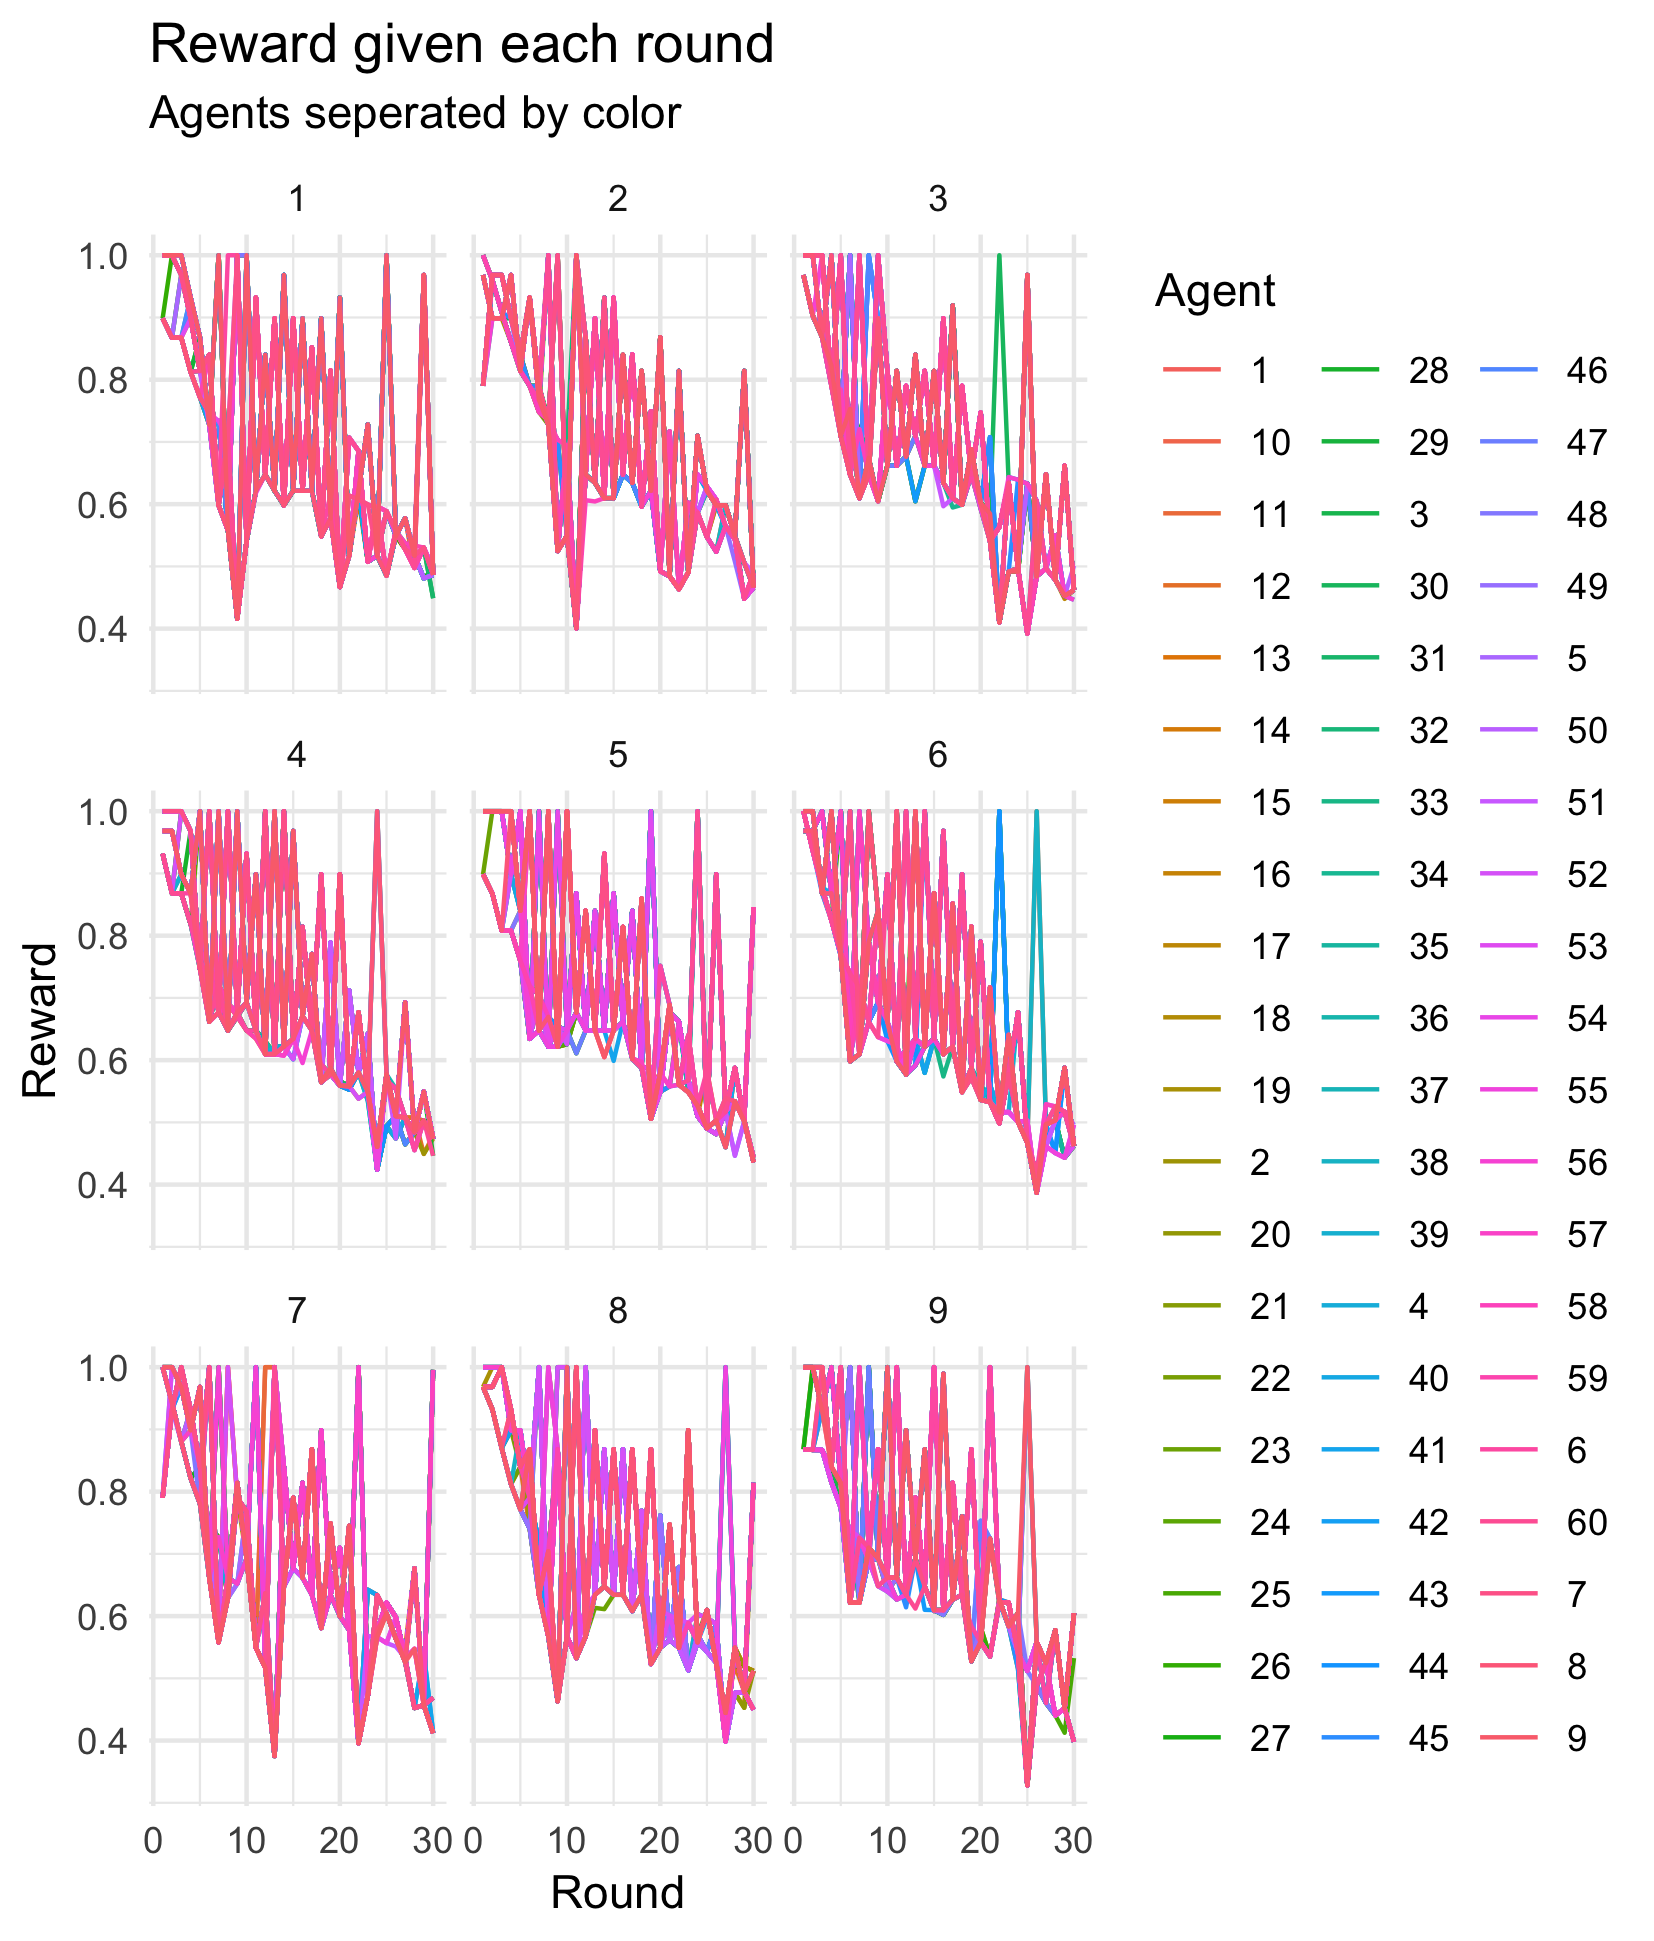 Reward given each round
Agents seperated by color
1 2 3
1.0
0.8
0.6
0.4
4 5 6
1.0
0.8
0.6
0.4
7 8 9
1.0
0.8
0.6
0.4
0 10 20 30 0 10 20 30 0 10 20 30
Round
Reward
Agent
1 28 46
10 29 47
11 3 48
12 30 49
13 31 5
14 32 50
15 33 51
16 34 52
17 35 53
18 36 54
19 37 55
2 38 56
20 39 57
21 4 58
22 40 59
23 41 6
24 42 60
25 43 7
26 44 8
27 45 9